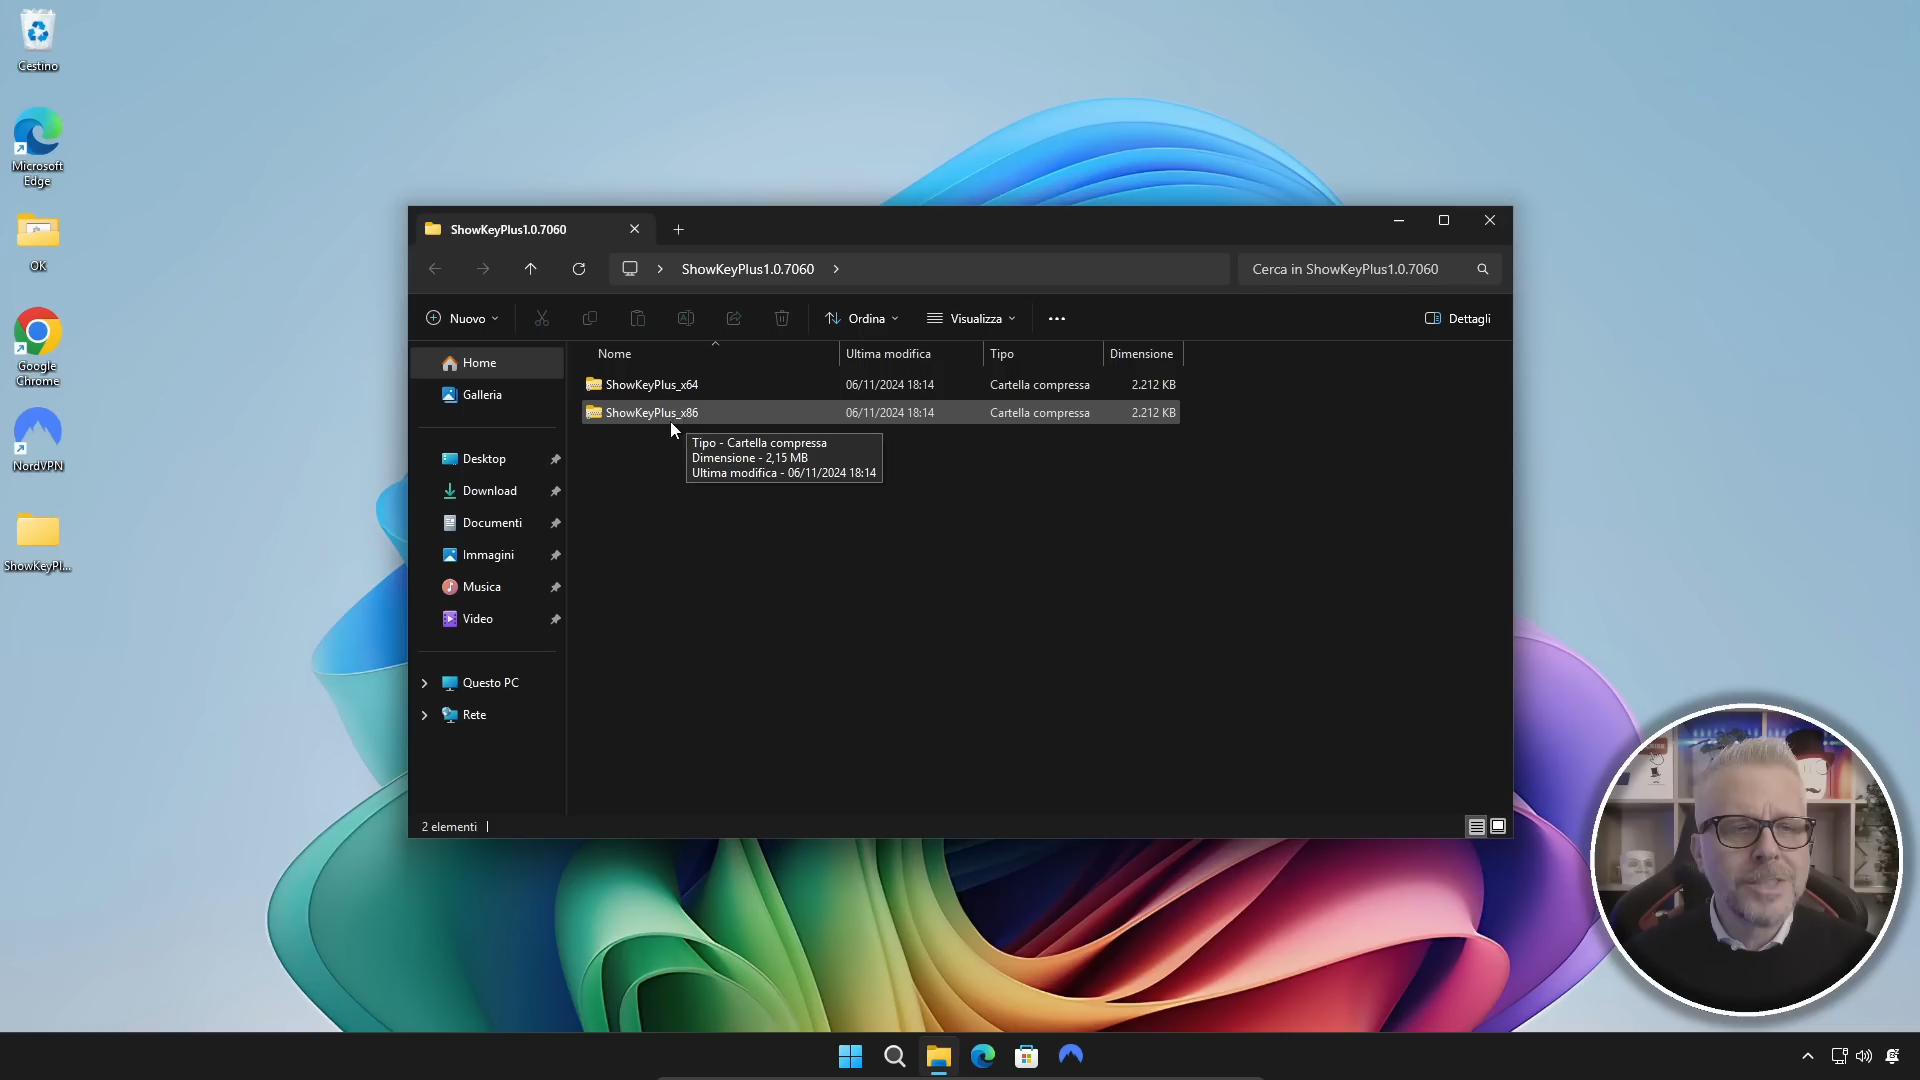 Cestino
Microsoft
Edge
OK
Google
Chrome
NordVPN
ShowKeyPl...
ShowKeyPlus1.0.7060
ShowKeyPlus1.0.7060
Cerca in ShowKeyPlus1.0.7060
Nuovo
Ordina
Visualizza
Dettagli
Home
Galleria
Desktop
Download
Documenti
Immagini
Musica
Video
Questo PC
Rete
Nome Ultima modifica Tipo Dimensione
ShowKeyPlus_x64 06/11/2024 18:14 Cartella compressa 2.212 KB
ShowKeyPlus_x86 06/11/2024 18:14 Cartella compressa 2.212 KB
Tipo - Cartella compressa
Dimensione - 2,15 MB
Ultima modifica - 06/11/2024 18:14
2 elementi